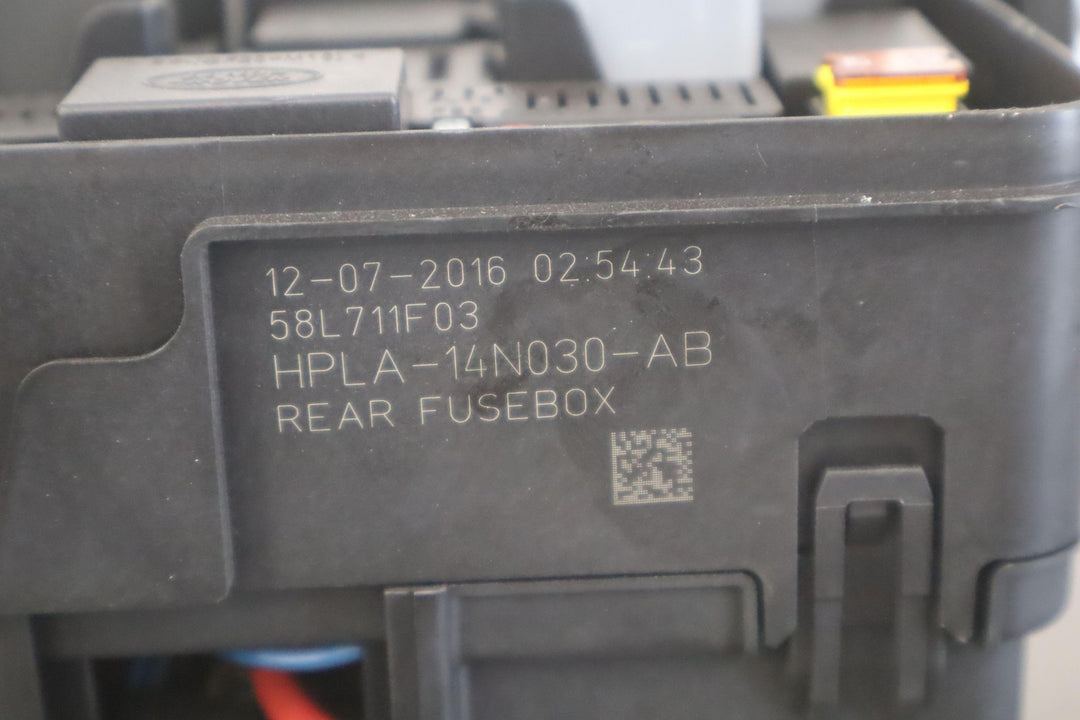 12-07-2016 02:54:43
58L711F03
HPLA-14N030-AB
REAR FUSEBOX